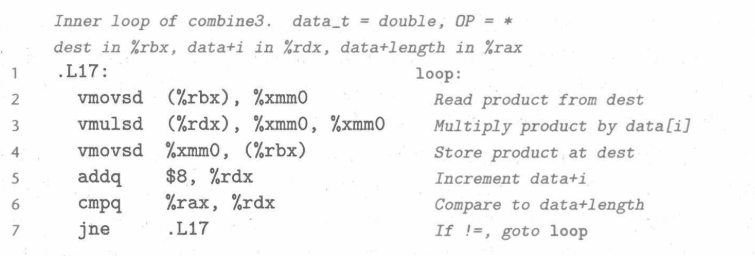 Inner loop of combine3. data_t = double, OP = *
dest in %rbx, data+i in %rdx, data+length in %rax
1 .L17: loop:
2 vmovsd (%rbx), %xmm0 Read product from dest
3 vmulsd (%rdx), %xmm0, %xmm0 Multiply product by data[i]
4 vmovsd %xmm0, (%rbx) Store product at dest
5 addq $8, %rdx Increment data+i
6 cmpq %rax, %rdx Compare to data+length
7 jne .L17 If !=, goto loop